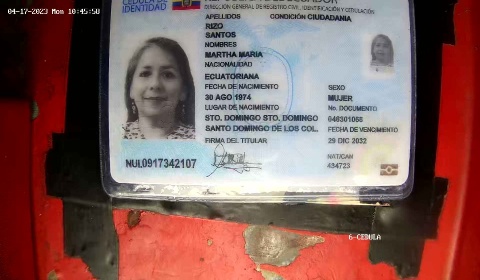 04-17-2023 Mon 10:45:50
CÉDULA DE
IDENTIDAD
DIRECCIÓN GENERAL DE REGISTRO CIVIL, IDENTIFICACIÓN Y CEDULACIÓN
APELLIDOS CONDICIÓN CIUDADANÍA
RIZO
SANTOS
NOMBRES
MARTHA MARIA
NACIONALIDAD
ECUATORIANA
FECHA DE NACIMIENTO SEXO
30 AGO 1974 MUJER
LUGAR DE NACIMIENTO No. DOCUMENTO
STO. DOMINGO STO. DOMINGO 048301068
SANTO DOMINGO DE LOS COL. FECHA DE VENCIMIENTO
FIRMA DEL TITULAR 29 DIC 2032
NAT/CAN
NUI.0917342107 434723
6-CEDULA